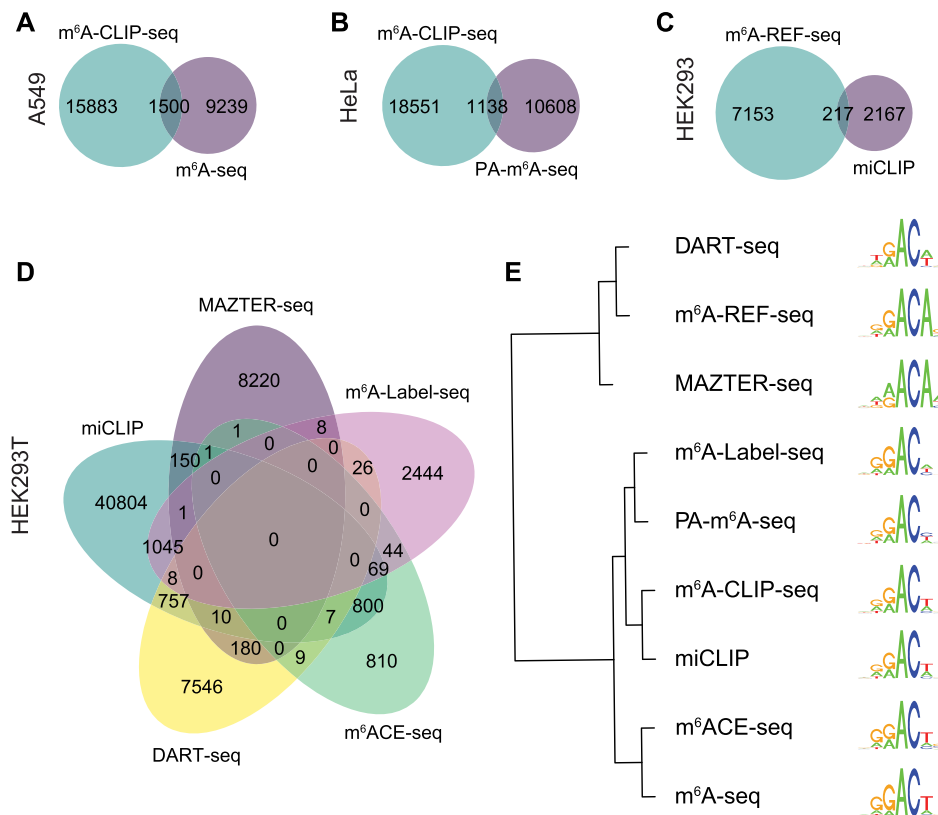 A
m⁶A-CLIP-seq
A549
15883
1500
9239
m⁶A-seq
B
m⁶A-CLIP-seq
HeLa
18551
1138
10608
PA-m⁶A-seq
C
m⁶A-REF-seq
HEK293
7153
217
2167
miCLIP
D
HEK293T
MAZTER-seq
8220
m⁶A-Label-seq
miCLIP
1
8
0
0
150
1
0
26
2444
0
40804
1
0
0
1045
44
0
69
8
0
757
800
10
7
0
180
0
9
810
7546
m⁶ACE-seq
DART-seq
E
DART-seq
m⁶A-REF-seq
MAZTER-seq
m⁶A-Label-seq
PA-m⁶A-seq
m⁶A-CLIP-seq
miCLIP
m⁶ACE-seq
m⁶A-seq